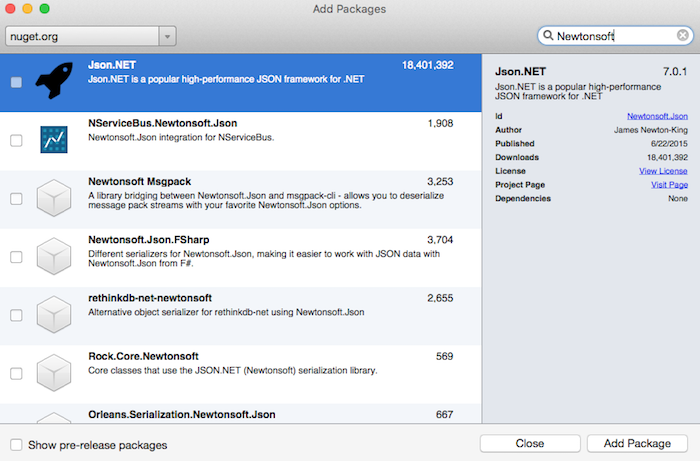 Add Packages
nuget.org
Newtonsoft
Json.NET 18,401,392
Json.NET is a popular high-performance JSON framework for .NET
NServiceBus.Newtonsoft.Json 1,908
Newtonsoft.Json integration for NServiceBus.
Newtonsoft Msgpack 3,253
A library bridging between Newtonsoft.Json and msgpack-cli - allows you to deserialize
message pack streams with your favorite Newtonsoft.Json options.
Newtonsoft.Json.FSharp 3,704
Different serializers for Newtonsoft.Json, making it easier to work with JSON data with
Newtonsoft.Json from F#.
rethinkdb-net-newtonsoft 2,655
Alternative object serializer for rethinkdb-net using Newtonsoft.Json
Rock.Core.Newtonsoft 569
Core classes that use the JSON.NET (Newtonsoft) serialization library.
Orleans.Serialization.Newtonsoft.Json 667
Json.NET 7.0.1
Json.NET is a popular high-performance
JSON framework for .NET
Id Newtonsoft.Json
Author James Newton-King
Published 6/22/2015
Downloads 18,401,392
License View License
Project Page Visit Page
Dependencies None
Show pre-release packages
Close
Add Package